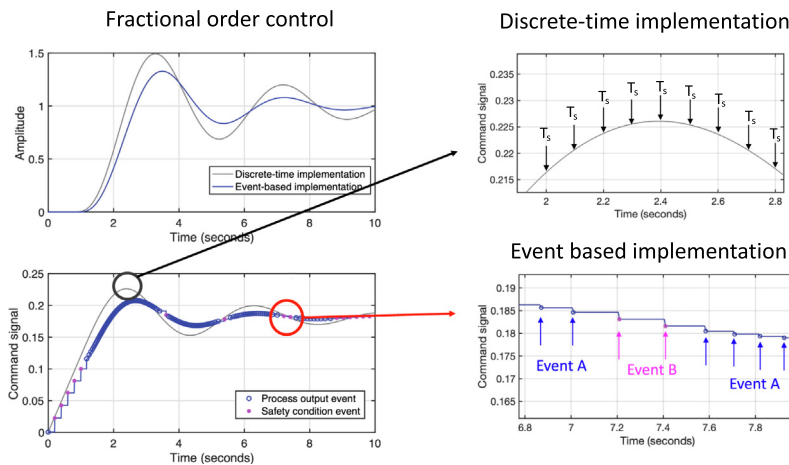 Fractional order control
1.5
1
0.5
0
Amplitude
0 2 4 6 8 10
Time (seconds)
Discrete-time implementation
Event-based implementation
0.25
0.2
0.15
0.1
0.05
0
Command signal
0 2 4 6 8 10
Time (seconds)
Process output event
Safety condition event
Discrete-time implementation
0.235
0.23
0.225
0.22
0.215
Command signal
Ts Ts Ts Ts Ts Ts Ts Ts Ts
2 2.2 2.4 2.6 2.8
Time (seconds)
Event based implementation
0.19
0.185
0.18
0.175
0.17
0.165
Command signal
Event A
Event B
Event A
6.8 7 7.2 7.4 7.6 7.8
Time (seconds)